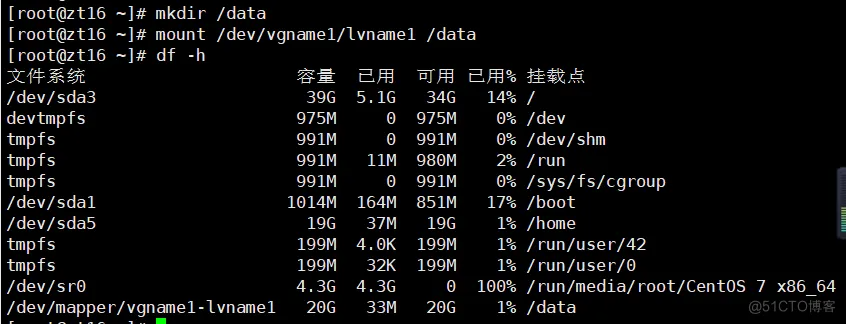 [root@zt16 ~]# mkdir /data
[root@zt16 ~]# mount /dev/vgname1/lvname1 /data
[root@zt16 ~]# df -h
文件系统 容量 已用 可用 已用% 挂载点
/dev/sda3 39G 5.1G 34G 14% /
devtmpfs 975M 0 975M 0% /dev
tmpfs 991M 0 991M 0% /dev/shm
tmpfs 991M 11M 980M 2% /run
tmpfs 991M 0 991M 0% /sys/fs/cgroup
/dev/sda1 1014M 164M 851M 17% /boot
/dev/sda5 19G 37M 19G 1% /home
tmpfs 199M 4.0K 199M 1% /run/user/42
tmpfs 199M 32K 199M 1% /run/user/0
/dev/sr0 4.3G 4.3G 0 100% /run/media/root/CentOS 7 x86_64
/dev/mapper/vgname1-lvname1 20G 33M 20G 1% /data
[root@zt16 ~]#
@51CTO博客